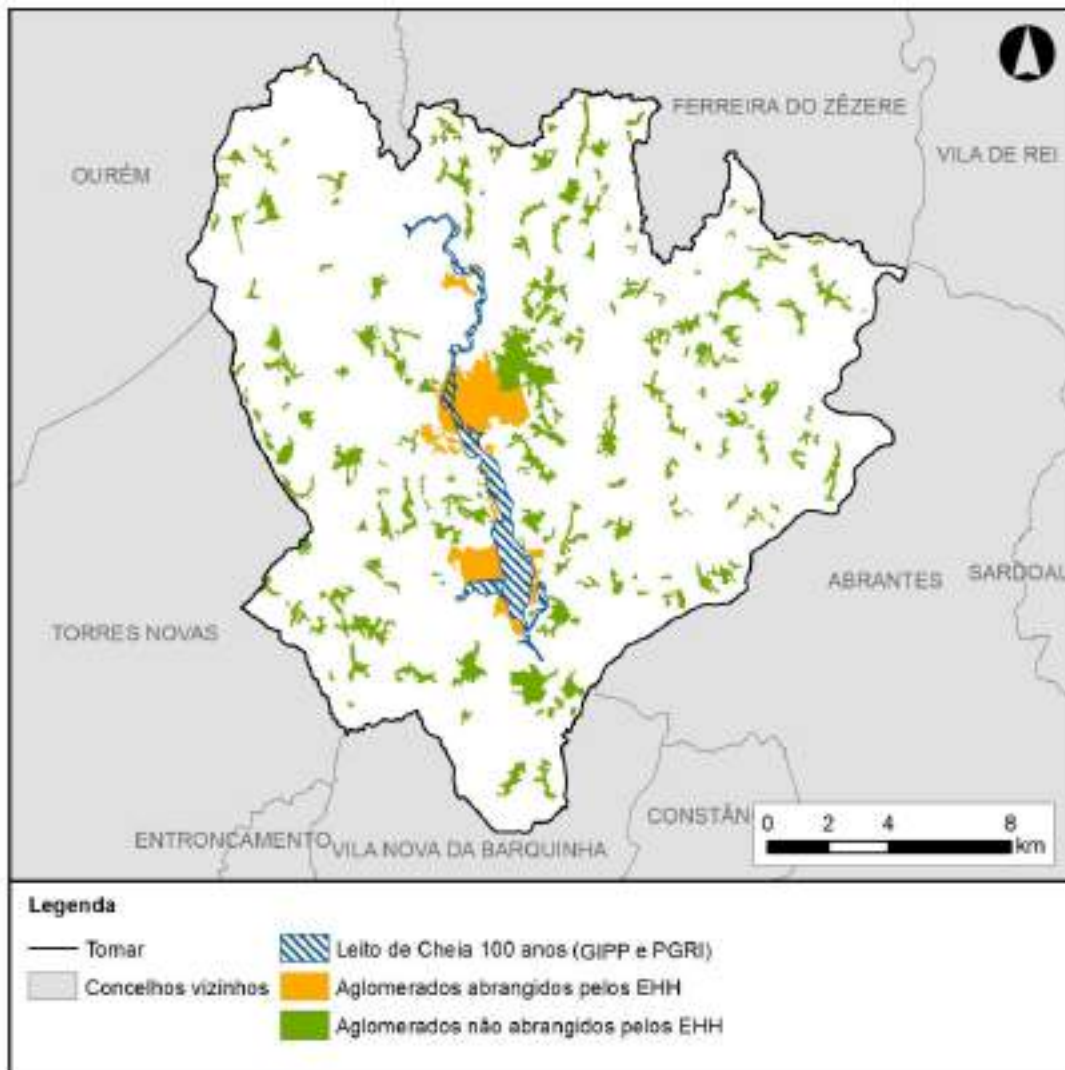 FERREIRA DO ZÊZERE
VILA DE REI
OURÉM
ABRANTES
SARDOAL
TORRES NOVAS
CONSTÂN
ENTRONCAMENTO
VILA NOVA DA BARQUINHA
0 2 4 8
km
Legenda
Tomar
Concelhos vizinhos
Leito de Cheia 100 anos (GIPP e PGRI)
Aglomerados abrangidos pelos EHH
Aglomerados não abrangidos pelos EHH